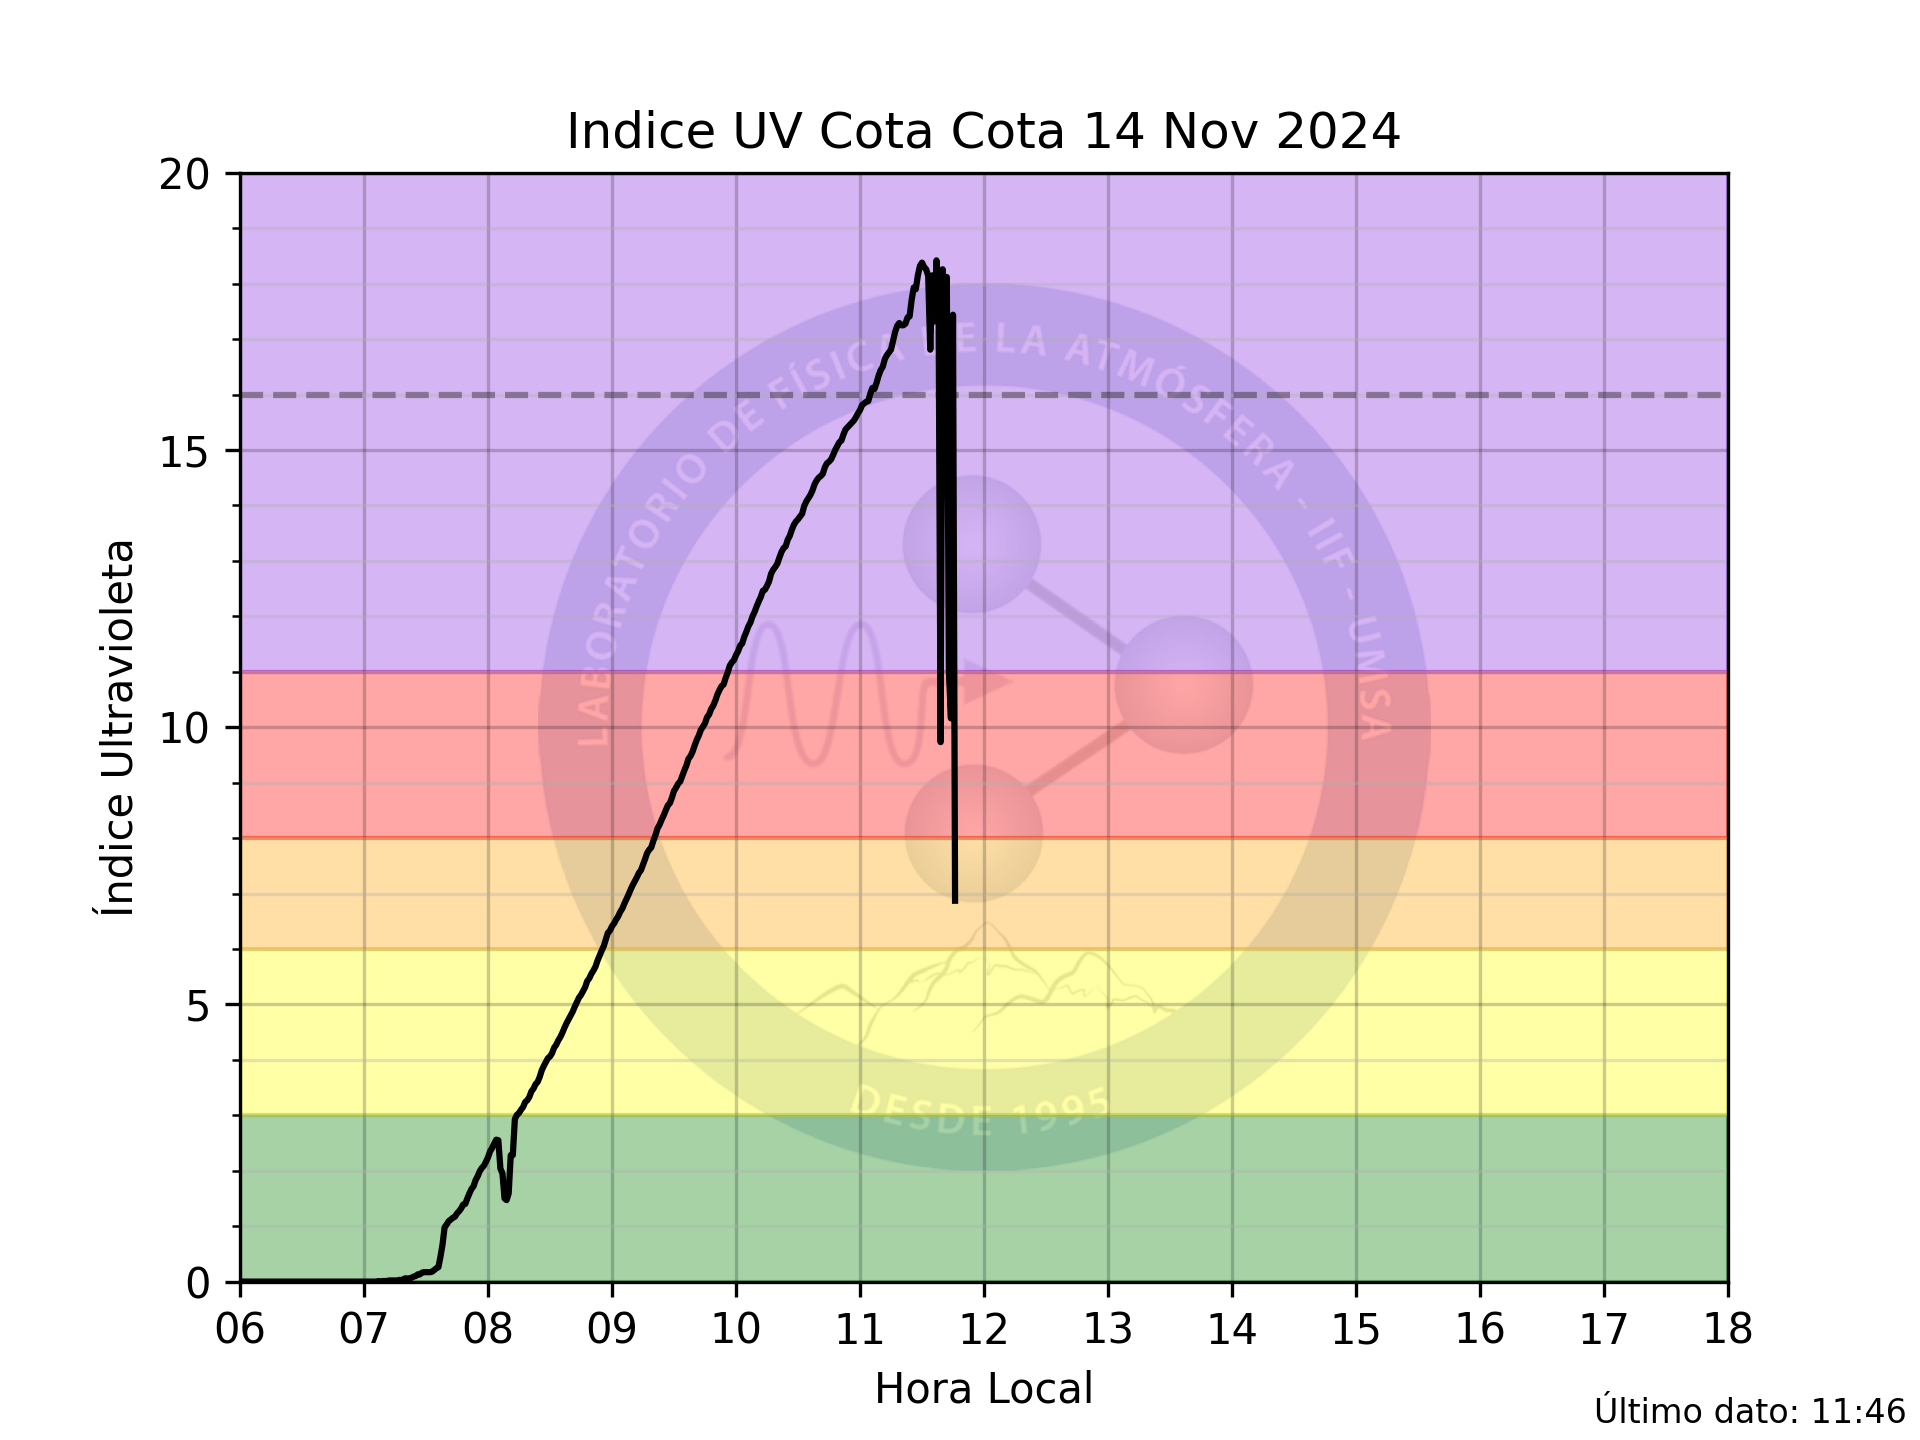 Indice UV Cota Cota 14 Nov 2024
20
15
10
5
0
Índice Ultravioleta
LABORATORIO DE FÍSICA DE LA ATMÓSFERA - IIF - UMSA
DESDE 1995
06 07 08 09 10 11 12 13 14 15 16 17 18
Hora Local
Último dato: 11:46